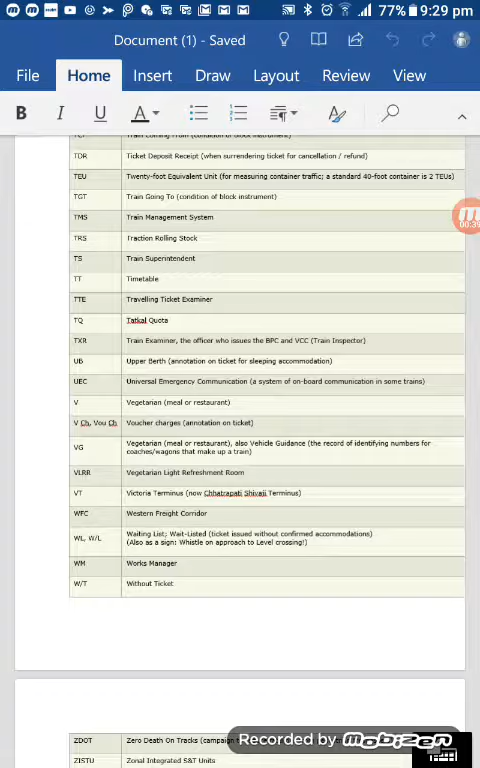 77% 9:29 pm
Document (1) - Saved
File Home Insert Draw Layout Review View
B I U A
Train Coming From (condition of block instrument)
TDR Ticket Deposit Receipt (when surrendering ticket for cancellation / refund)
TEU Twenty-foot Equivalent Unit (for measuring container traffic; a standard 40-foot container is 2 TEUs)
TGT Train Going To (condition of block instrument)
TMS Train Management System
TRS Traction Rolling Stock
TS Train Superintendent
TT Timetable
TTE Travelling Ticket Examiner
TQ Tatkal Quota
TXR Train Examiner, the officer who issues the BPC and VCC (Train Inspector)
UB Upper Berth (annotation on ticket for sleeping accommodation)
UEC Universal Emergency Communication (a system of on-board communication in some trains)
V Vegetarian (meal or restaurant)
V Ch, Vou Ch Voucher charges (annotation on ticket)
VG Vegetarian (meal or restaurant), also Vehicle Guidance (the record of identifying numbers for
coaches/wagons that make up a train)
VLRR Vegetarian Light Refreshment Room
VT Victoria Terminus (now Chhatrapati Shivaji Terminus)
WFC Western Freight Corridor
WL, W/L Waiting List; Wait-Listed (ticket issued without confirmed accommodations)
(Also as a sign: Whistle on approach to Level crossing!)
WM Works Manager
W/T Without Ticket
ZDOT Zero Death On Tracks (campaign
Recorded by MOBIZEN
ZISTU Zonal Integrated S&T Units